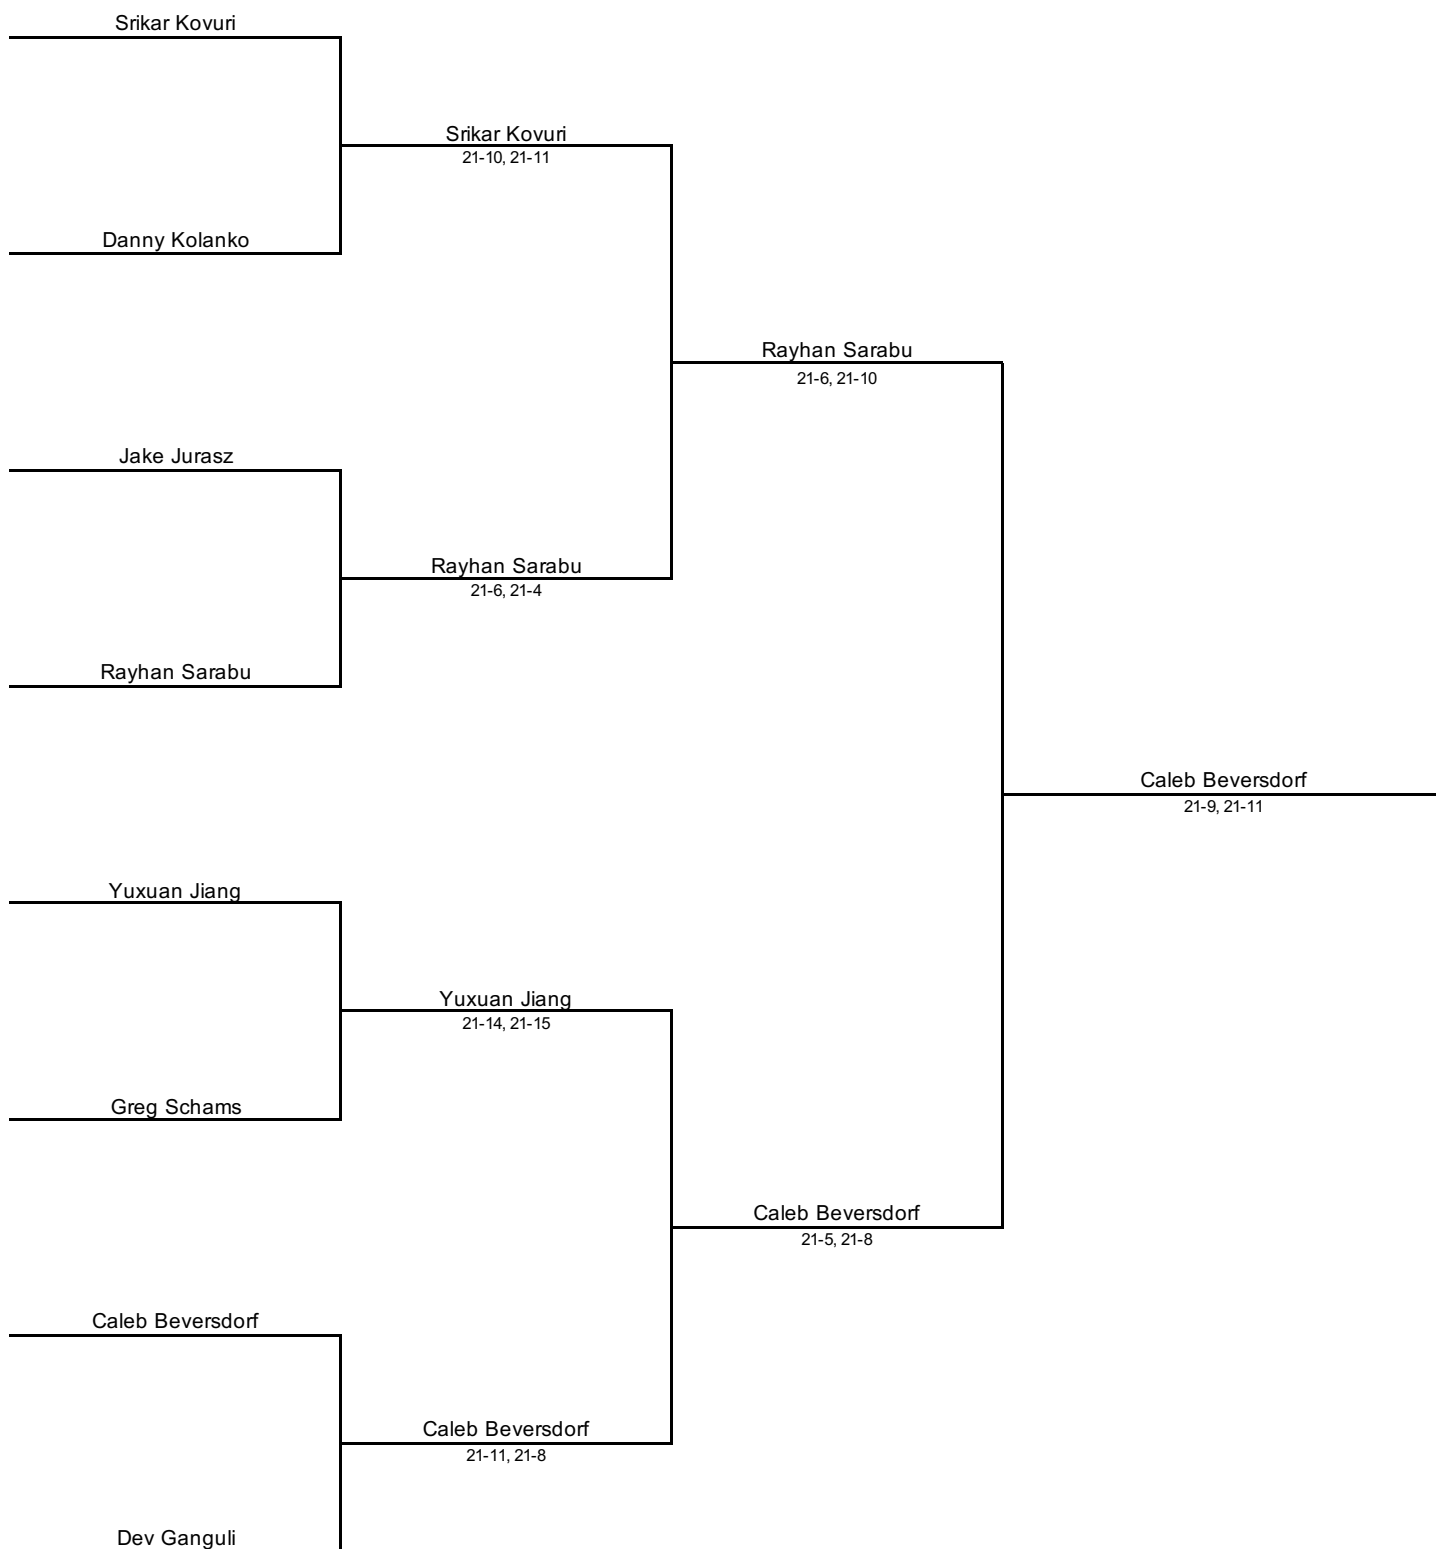 Srikar Kovuri
Srikar Kovuri
21-10, 21-11
Danny Kolanko
Rayhan Sarabu
21-6, 21-10
Jake Jurasz
Rayhan Sarabu
21-6, 21-4
Rayhan Sarabu
Caleb Beversdorf
21-9, 21-11
Yuxuan Jiang
Yuxuan Jiang
21-14, 21-15
Greg Schams
Caleb Beversdorf
21-5, 21-8
Caleb Beversdorf
Caleb Beversdorf
21-11, 21-8
Dev Ganguli